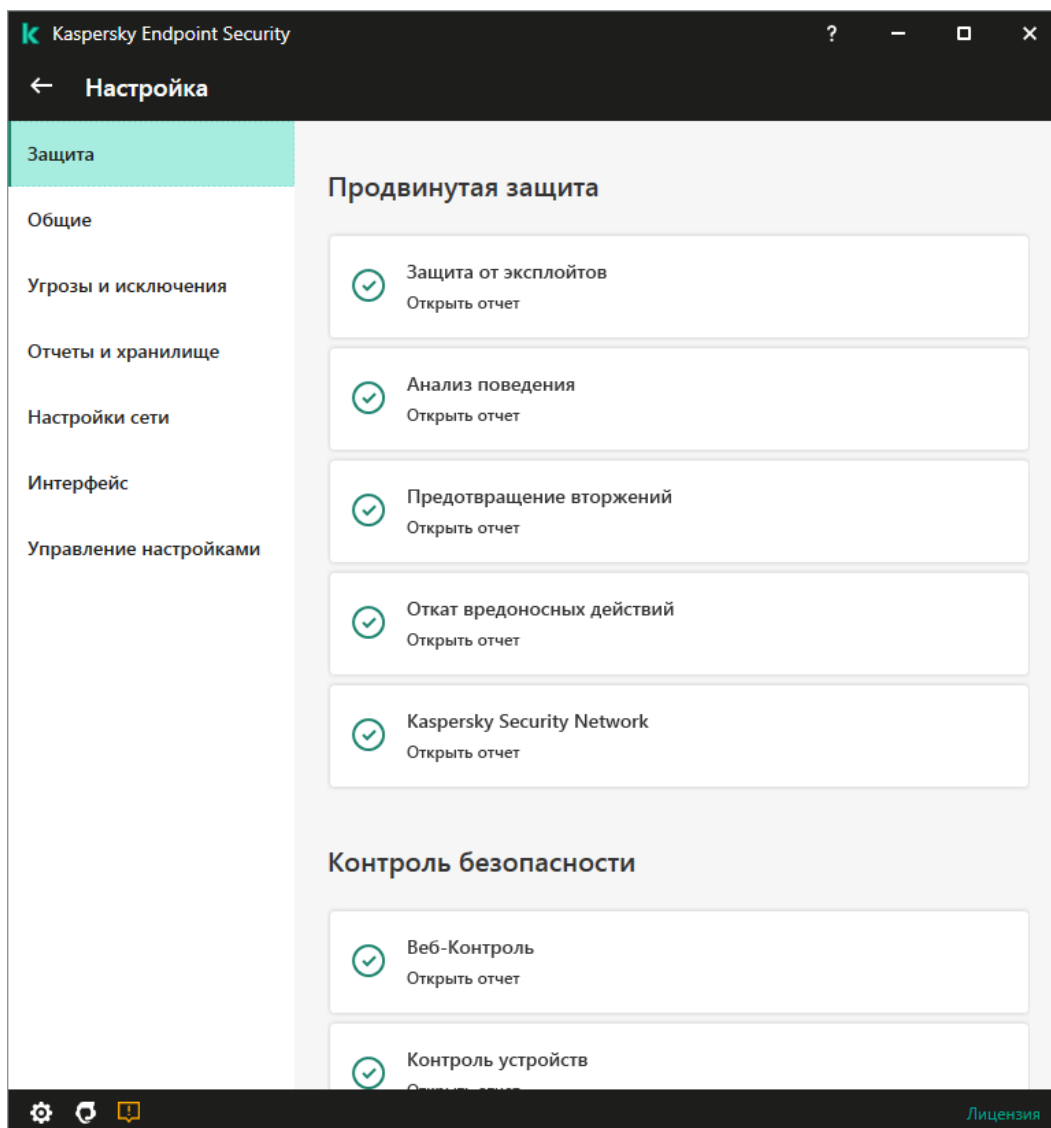 Kaspersky Endpoint Security
?
Настройка
Защита
Общие
Угрозы и исключения
Отчеты и хранилище
Настройки сети
Интерфейс
Управление настройками
Продвинутая защита
Защита от эксплойтов
Открыть отчет
Анализ поведения
Открыть отчет
Предотвращение вторжений
Открыть отчет
Откат вредоносных действий
Открыть отчет
Kaspersky Security Network
Открыть отчет
Контроль безопасности
Веб-Контроль
Открыть отчет
Контроль устройств
Лицензия